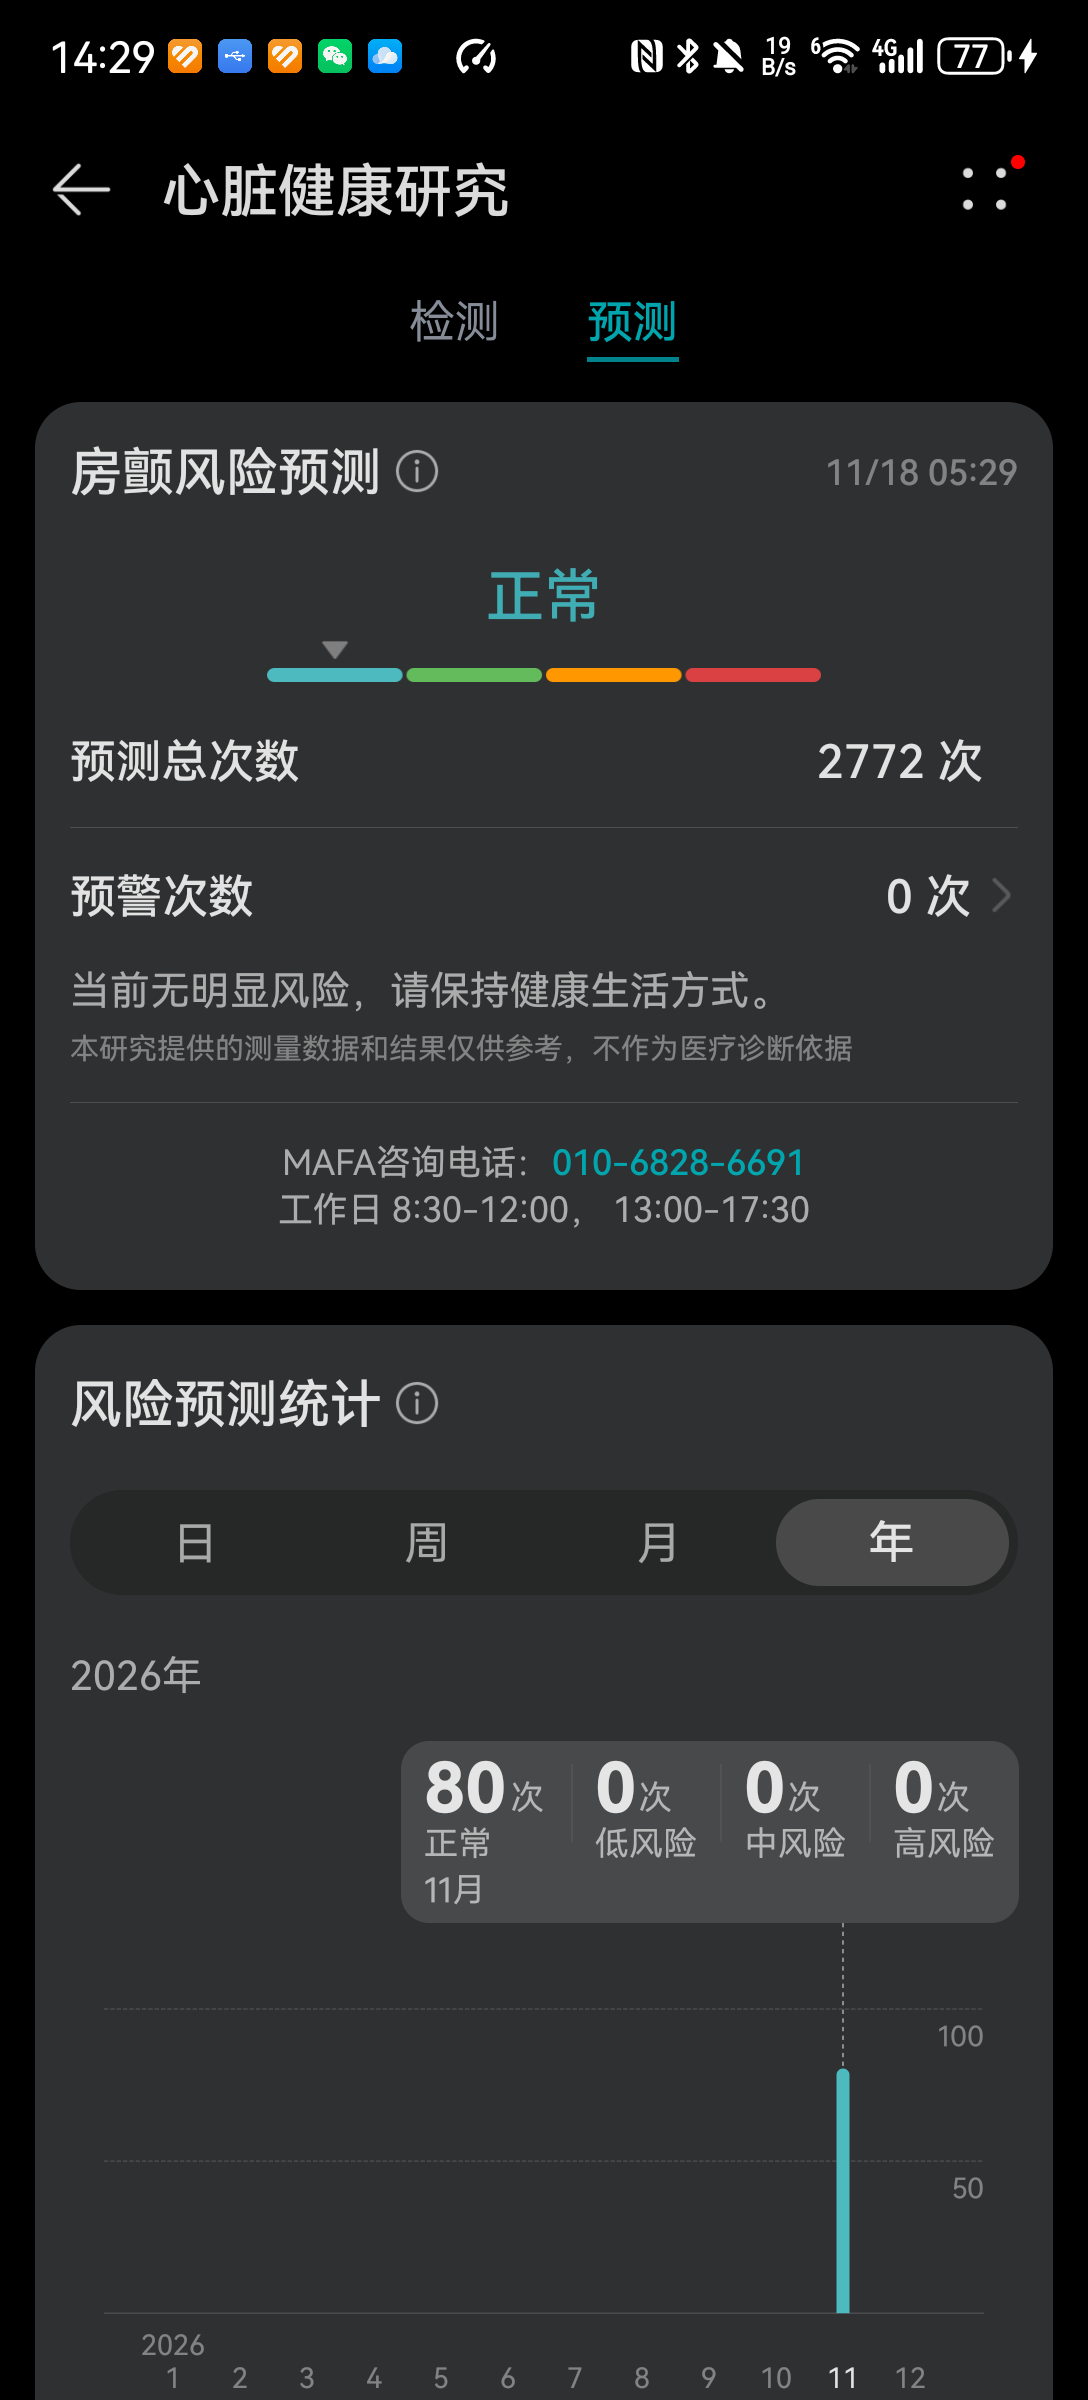 14:29
19 B/s
6
4G
77
心脏健康研究
检测 预测
房颤风险预测 11/18 05:29
正常
预测总次数 2772 次
预警次数 0 次
当前无明显风险，请保持健康生活方式。
本研究提供的测量数据和结果仅供参考，不作为医疗诊断依据
MAFA咨询电话：010-6828-6691
工作日 8:30-12:00， 13:00-17:30
风险预测统计
日 周 月 年
2026年
80次 0次 0次 0次
正常 低风险 中风险 高风险
11月
100
50
2026
1 2 3 4 5 6 7 8 9 10 11 12